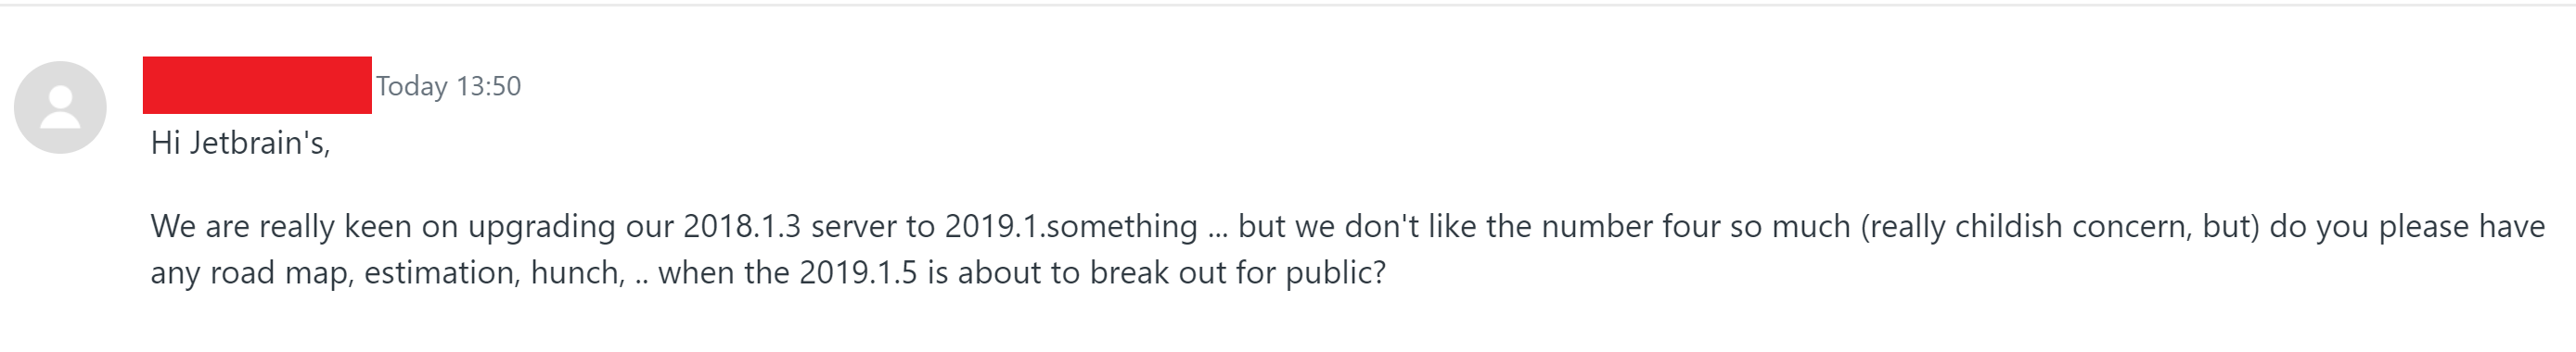 Today 13:50
Hi Jetbrain's,
We are really keen on upgrading our 2018.1.3 server to 2019.1.something ... but we don't like the number four so much (really childish concern, but) do you please have
any road map, estimation, hunch, .. when the 2019.1.5 is about to break out for public?